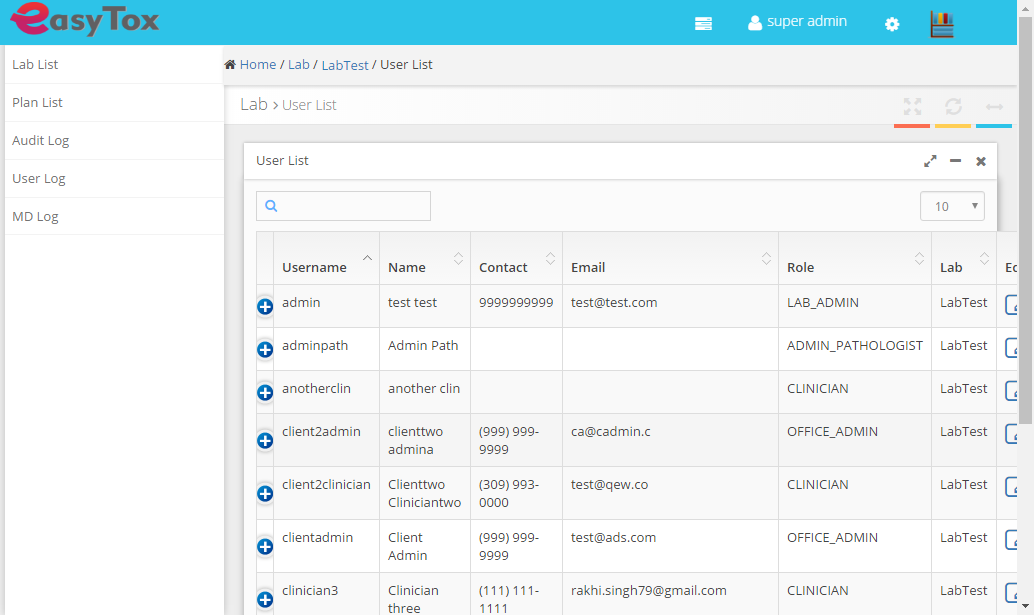 easyTox
super admin
Lab List
Plan List
Audit Log
User Log
MD Log
Home / Lab / LabTest / User List
Lab › User List
User List
10
Username Name Contact Email Role Lab
admin test test 9999999999 test@test.com LAB_ADMIN LabTest
adminpath Admin Path ADMIN_PATHOLOGIST LabTest
anotherclin another clin CLINICIAN LabTest
client2admin clienttwo (999) 999- ca@cadmin.c OFFICE_ADMIN LabTest
admina 9999
client2clinician Clienttwo (309) 993- test@qew.co CLINICIAN LabTest
Cliniciantwo 0000
clientadmin Client (999) 999- test@ads.com OFFICE_ADMIN LabTest
Admin 9999
clinician3 Clinician (111) 111- rakhi.singh79@gmail.com CLINICIAN LabTest
three 1111